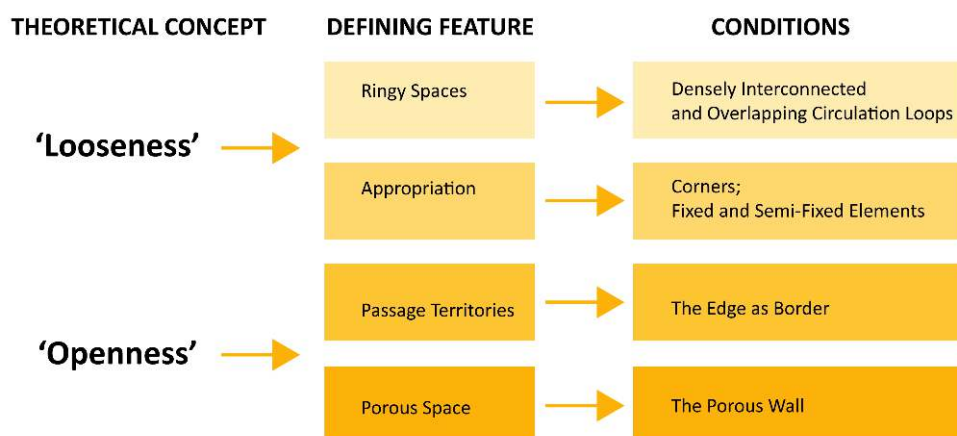 THEORETICAL CONCEPT DEFINING FEATURE CONDITIONS
Ringy Spaces
Densely Interconnected
and Overlapping Circulation Loops
‘Looseness’
Appropriation
Corners;
Fixed and Semi-Fixed Elements
Passage Territories
The Edge as Border
‘Openness’
Porous Space
The Porous Wall